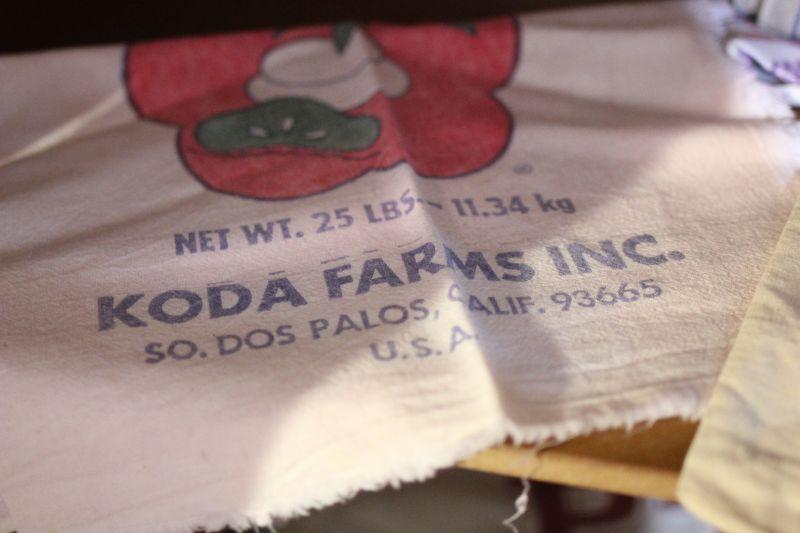 ®
NET WT. 25 LBS - 11.34 kg
KODA FARMS INC.
SO. DOS PALOS, CALIF. 93665
U.S.A.